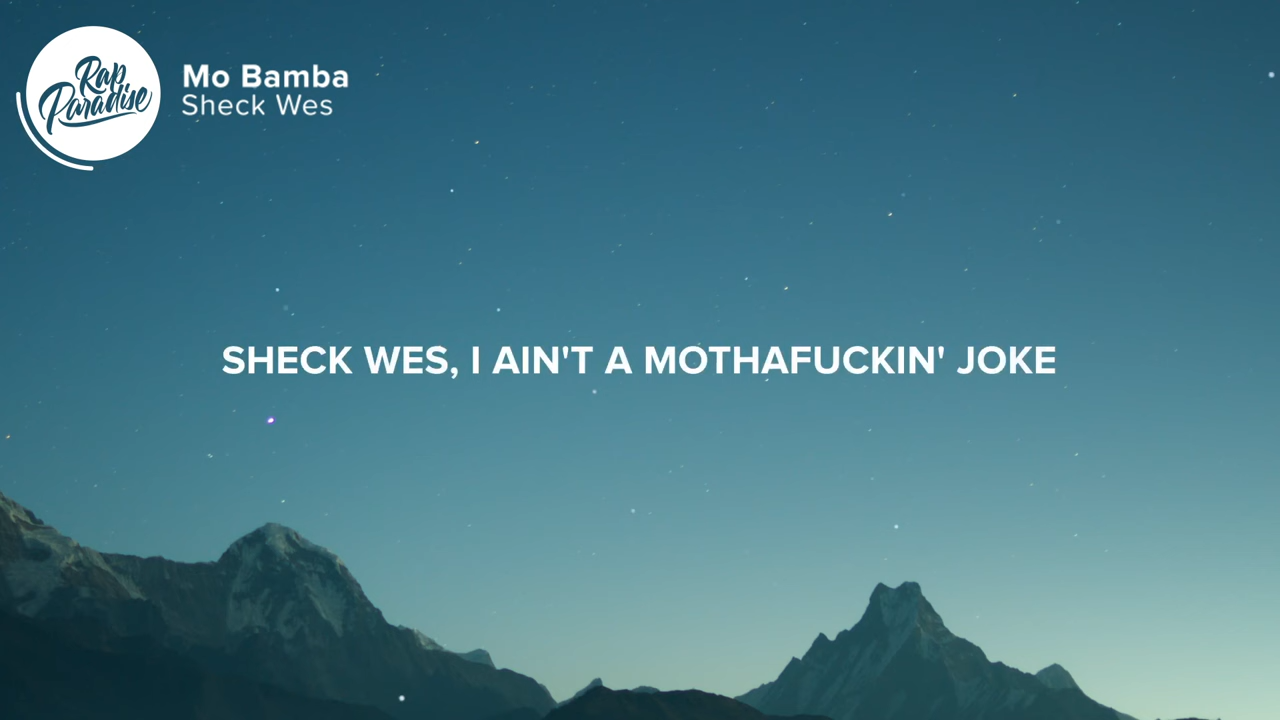 Rap
Paradise
Mo Bamba
Sheck Wes
SHECK WES, I AIN'T A MOTHAFUCKIN' JOKE